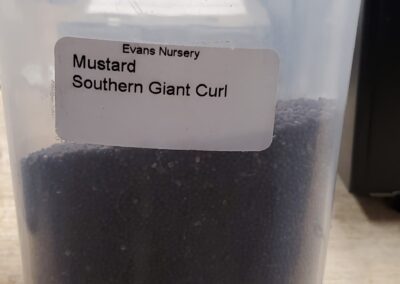 Evans Nursery
Mustard
Southern Giant Curl